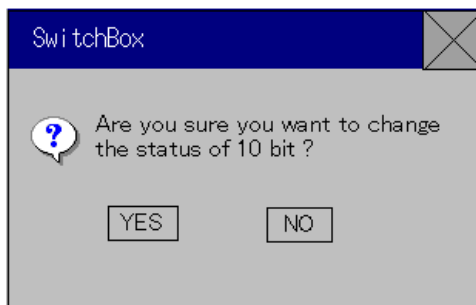 SwitchBox
?
Are you sure you want to change
the status of 10 bit ?
YES NO